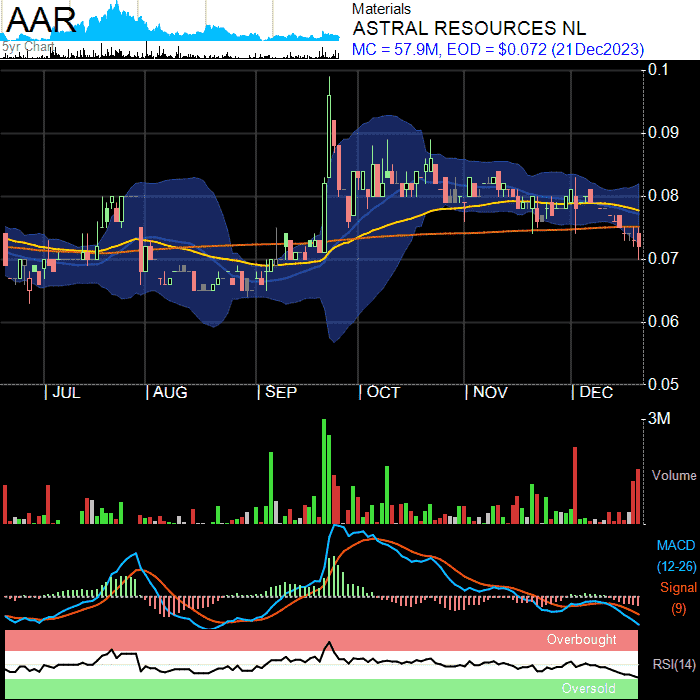 AAR
5yr Chart
Materials
ASTRAL RESOURCES NL
MC = 57.9M, EOD = $0.072 (21Dec2023)
0.1
0.09
0.08
0.07
0.06
0.05
JUL AUG SEP OCT NOV DEC
3M
Volume
MACD
(12-26)
Signal
(9)
Overbought
RSI(14)
Oversold